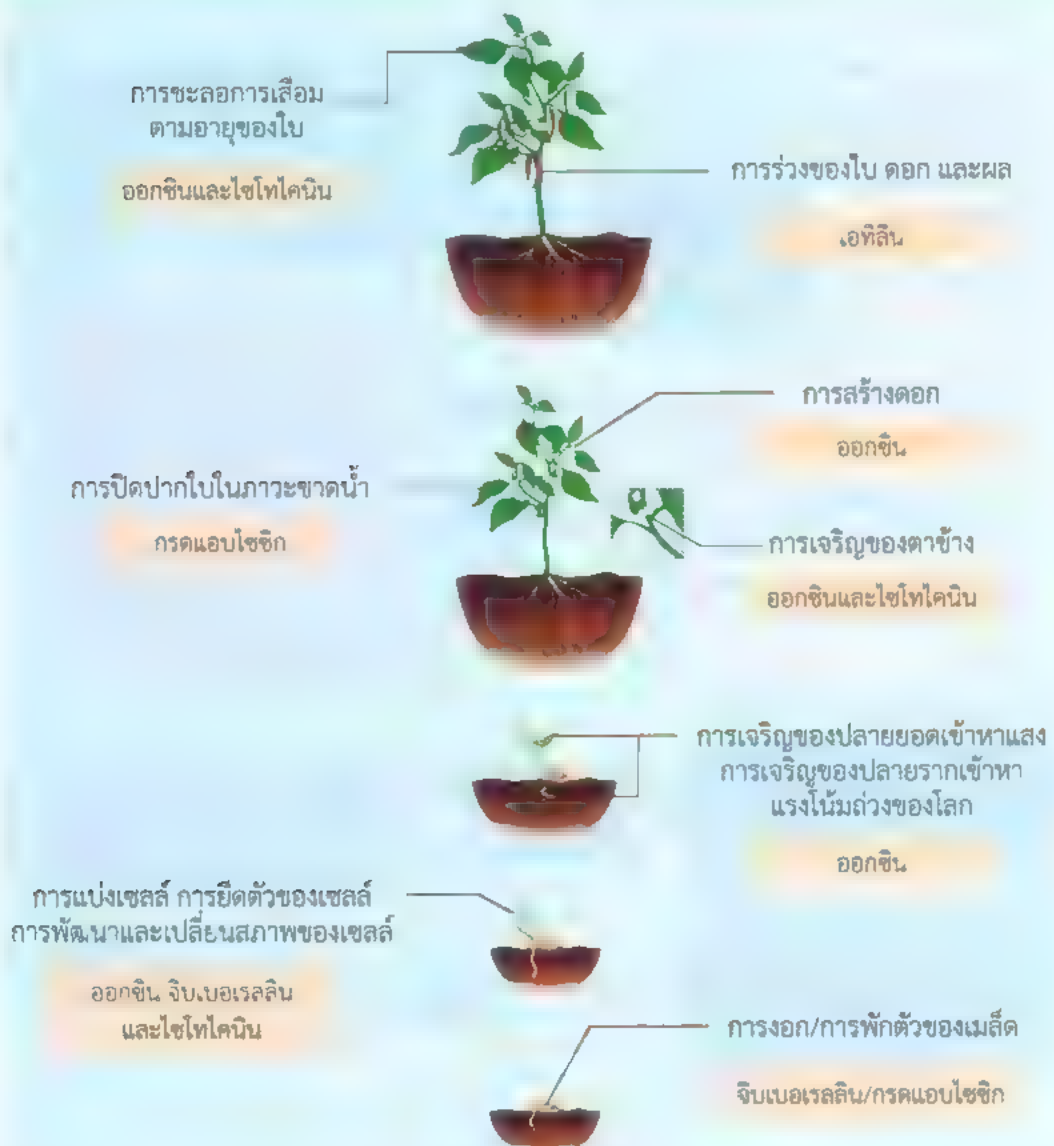 การชะลอการเสื่อม
ตามอายุของใบ
ออกซินและไซโทไคนิน
การร่วงของใบ ดอก และผล
เอทิลีน
การสร้างดอก
ออกซิน
การปิดปากใบในภาวะขาดน้ำ
กรดแอบไซซิก
การเจริญของตาข้าง
ออกซินและไซโทไคนิน
การเจริญของปลายยอดเข้าหาแสง
การเจริญของปลายรากเข้าหา
แรงโน้มถ่วงของโลก
ออกซิน
การแบ่งเซลล์ การยืดตัวของเซลล์
การพัฒนาและเปลี่ยนสภาพของเซลล์
ออกซิน จิบเบอเรลลิน
และไซโทไคนิน
การงอก/การพักตัวของเมล็ด
จิบเบอเรลลิน/กรดแอบไซซิก